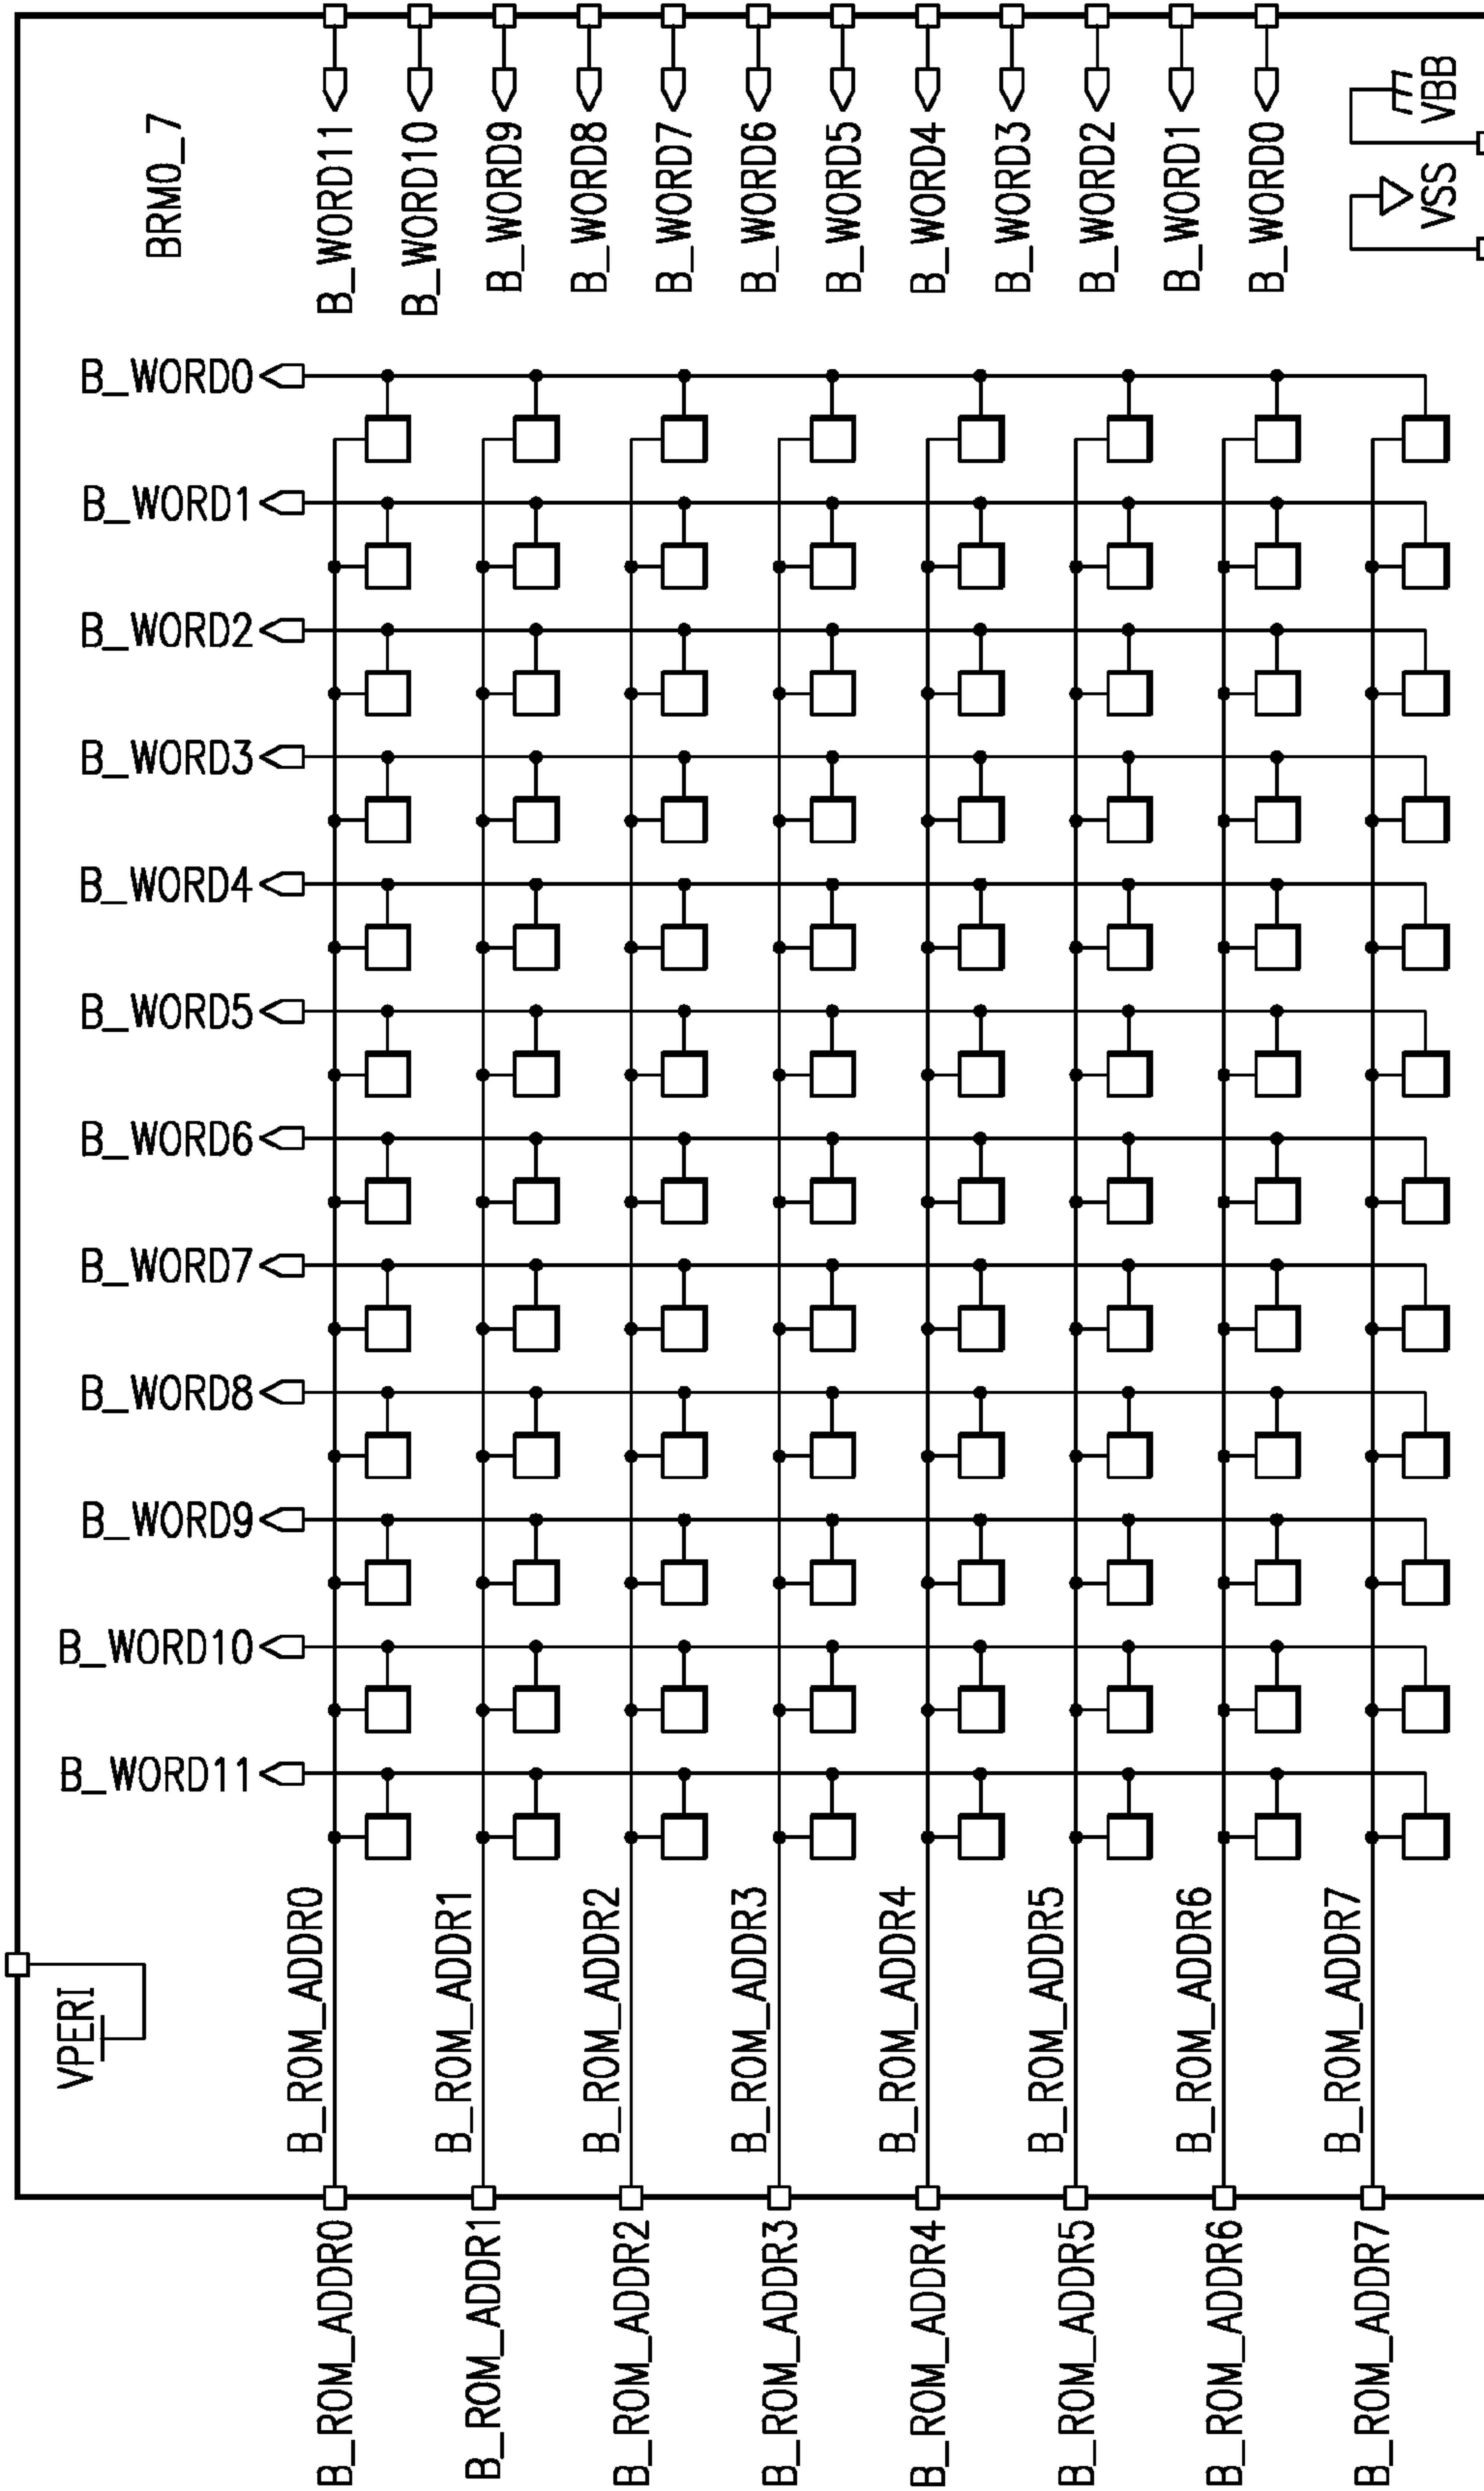 BRM0_7
B_WORD11
B_WORD10
B_WORD9
B_WORD8
B_WORD7
B_WORD6
B_WORD5
B_WORD4
B_WORD3
B_WORD2
B_WORD1
B_WORD0
VSS
VBB
B_WORD0
B_WORD1
B_WORD2
B_WORD3
B_WORD4
B_WORD5
B_WORD6
B_WORD7
B_WORD8
B_WORD9
B_WORD10
B_WORD11
VPERI
B_ROM_ADDR0
B_ROM_ADDR1
B_ROM_ADDR2
B_ROM_ADDR3
B_ROM_ADDR4
B_ROM_ADDR5
B_ROM_ADDR6
B_ROM_ADDR7
B_ROM_ADDR0
B_ROM_ADDR1
B_ROM_ADDR2
B_ROM_ADDR3
B_ROM_ADDR4
B_ROM_ADDR5
B_ROM_ADDR6
B_ROM_ADDR7